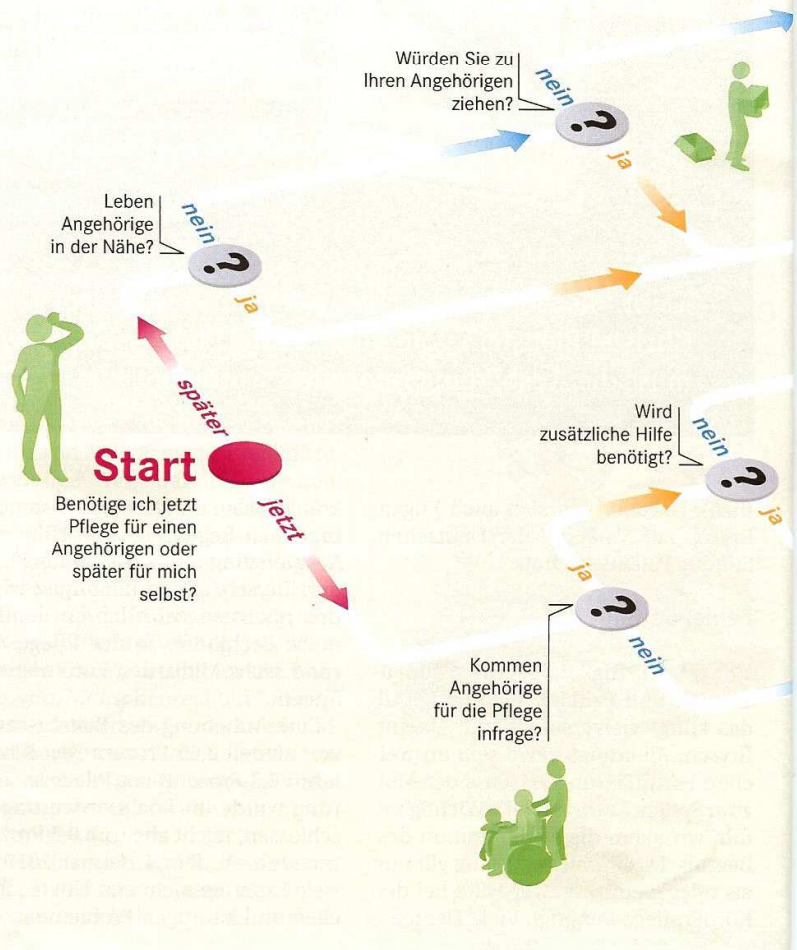 Würden Sie zu
Ihren Angehörigen
ziehen?
nein
?
ja
Leben
Angehörige
in der Nähe?
nein
?
ja
später
Start
Benötige ich jetzt
Pflege für einen
Angehörigen oder
später für mich
selbst?
jetzt
Wird
zusätzliche Hilfe
benötigt?
nein
?
ja
ja
?
nein
Kommen
Angehörige
für die Pflege
infrage?